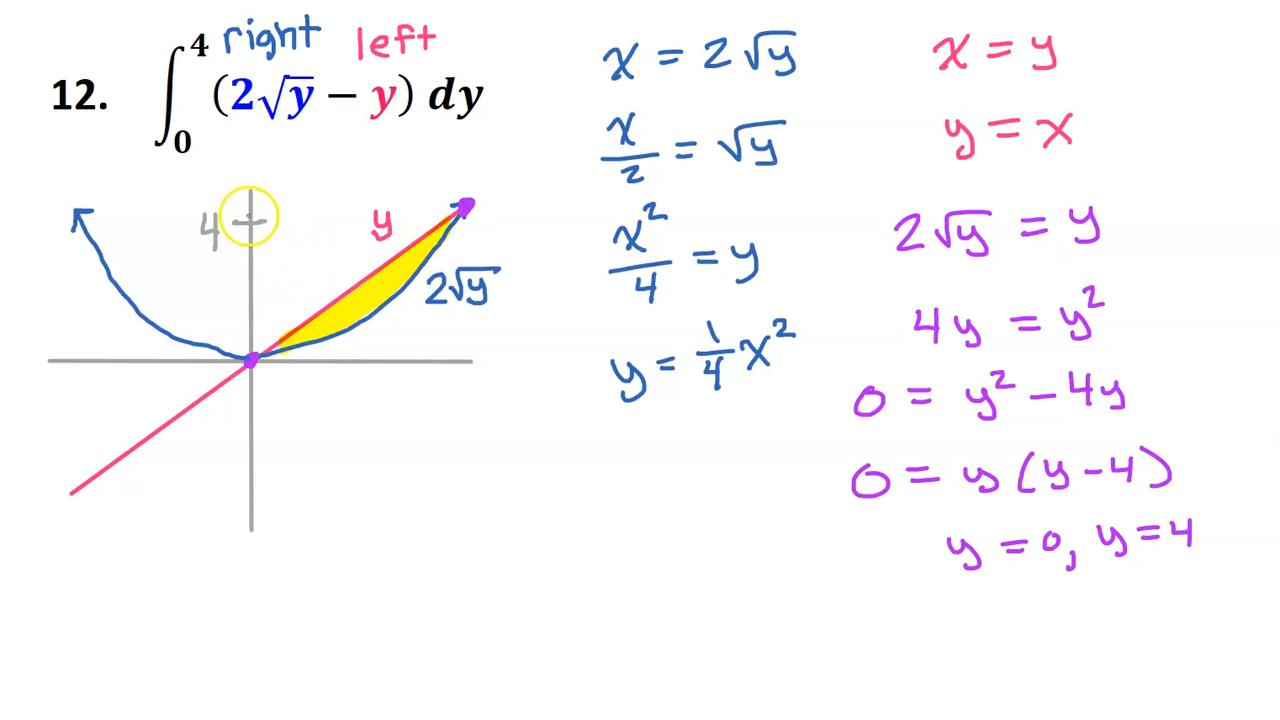 12. ∫₀⁴ (2√y − y) dy
right left
4
y
2√y
x = 2√y
x/2 = √y
x²/4 = y
y = 1/4 x²
x = y
y = x
2√y = y
4y = y²
0 = y² − 4y
0 = y(y−4)
y = 0, y = 4